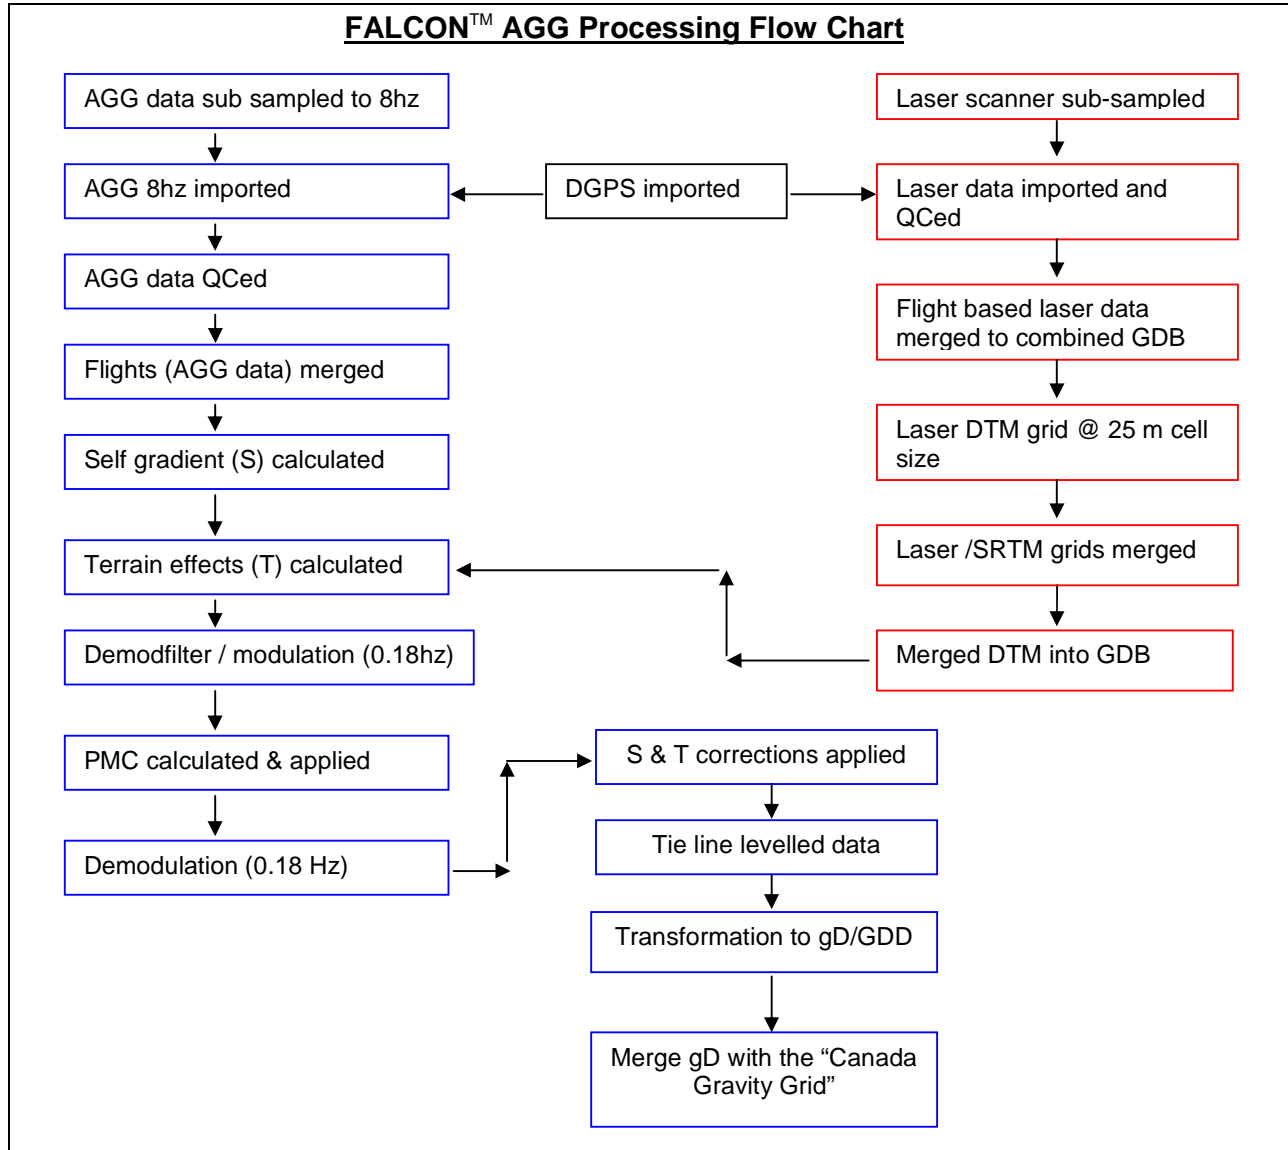 FALCON™ AGG Processing Flow Chart
AGG data sub sampled to 8hz
AGG 8hz imported
AGG data QCed
Flights (AGG data) merged
Self gradient (S) calculated
Terrain effects (T) calculated
Demodfilter / modulation (0.18hz)
PMC calculated & applied
Demodulation (0.18 Hz)
DGPS imported
Laser scanner sub-sampled
Laser data imported and
QCed
Flight based laser data
merged to combined GDB
Laser DTM grid @ 25 m cell
size
Laser /SRTM grids merged
Merged DTM into GDB
S & T corrections applied
Tie line levelled data
Transformation to gD/GDD
Merge gD with the “Canada
Gravity Grid”